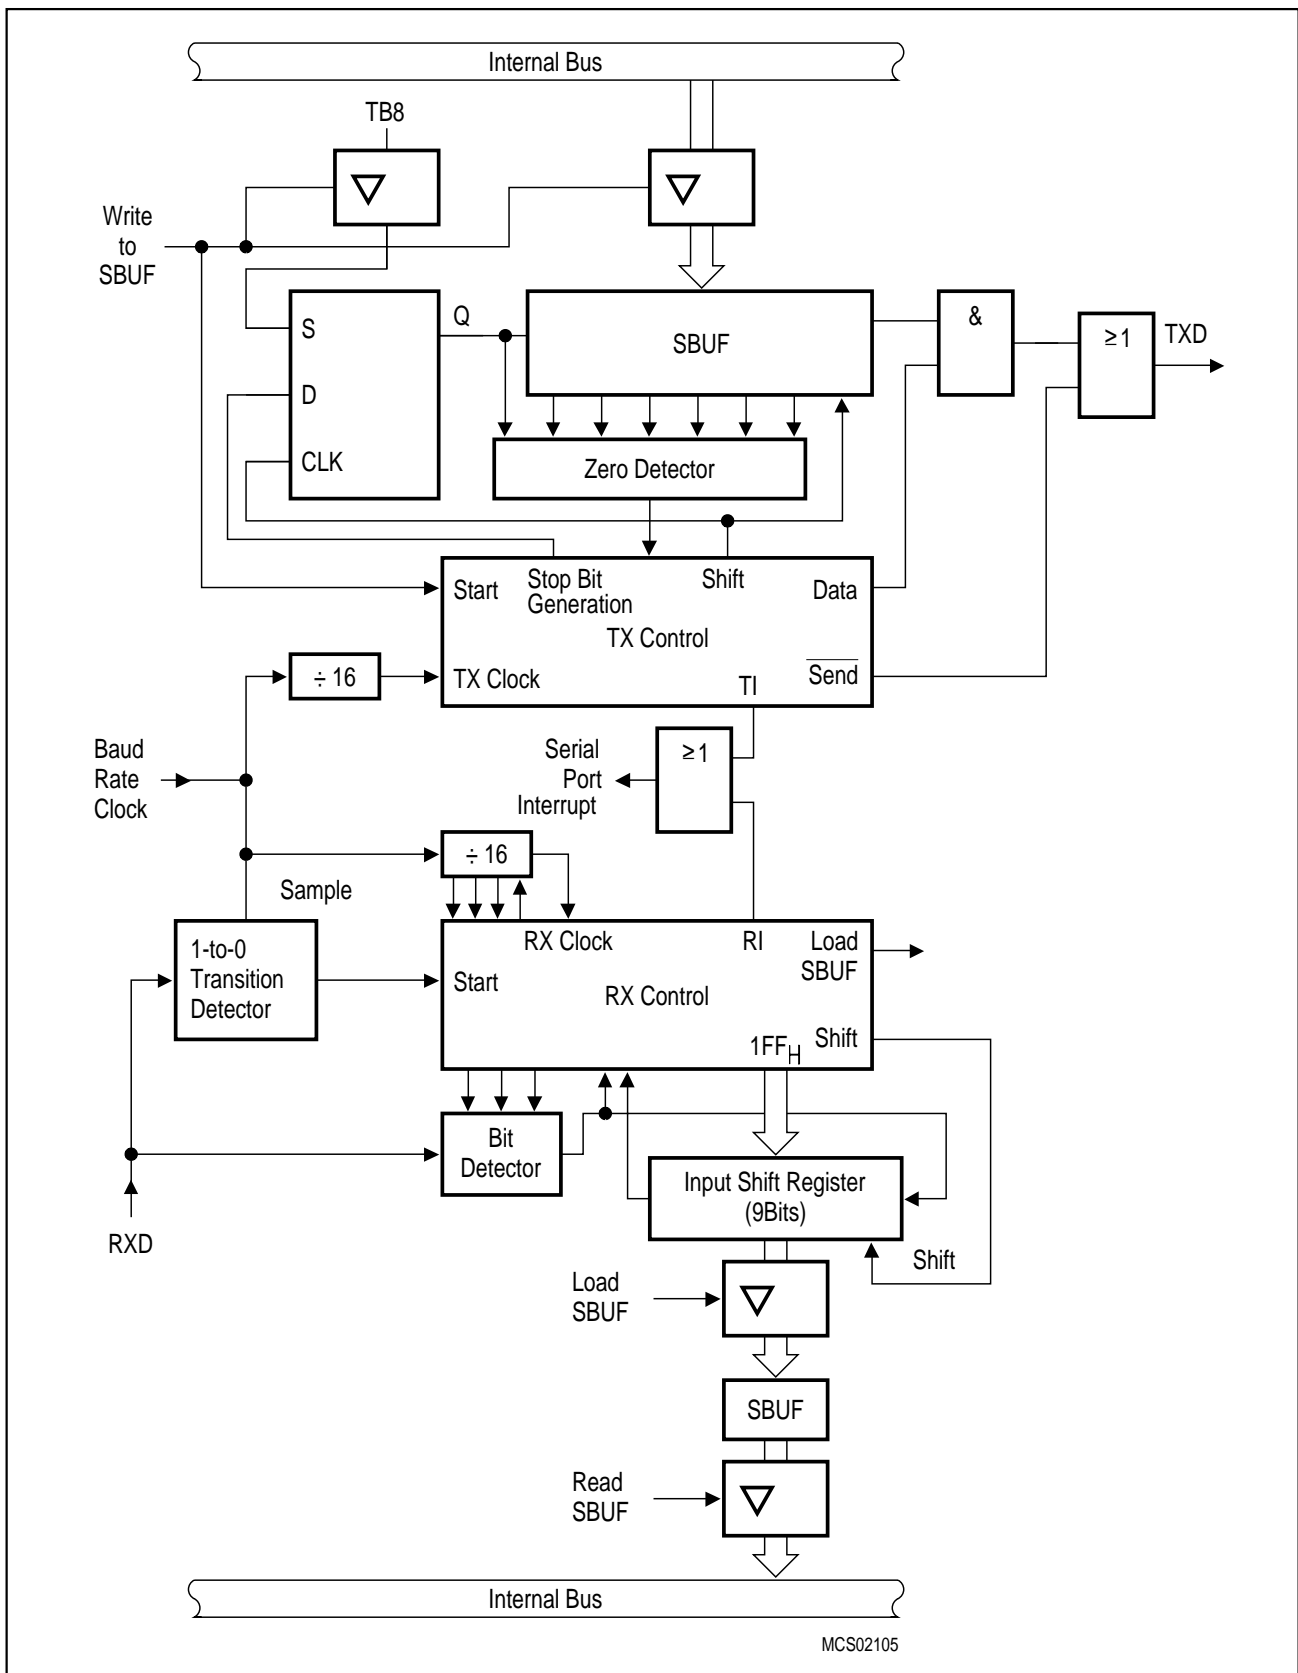 Internal Bus
TB8
Write
to
SBUF
S
D
CLK
Q
SBUF
&
≥1
TXD
Zero Detector
Start
Stop Bit
Generation
Shift
Data
TX Control
÷ 16
TX Clock
TI
Send
Baud
Rate
Clock
Serial
Port
Interrupt
≥1
÷ 16
Sample
1-to-0
Transition
Detector
RX Clock
RI
Load
SBUF
Start
RX Control
1FFH
Shift
Bit
Detector
RXD
Input Shift Register
(9Bits)
Shift
Load
SBUF
SBUF
Read
SBUF
Internal Bus
MCS02105